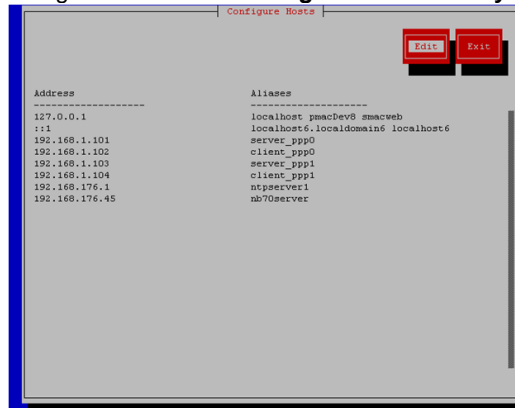 Configure Hosts
Edit Exit
Address Aliases
------------------- --------------------
127.0.0.1 localhost pmacDev8 smacweb
::1 localhost6.localdomain6 localhost6
192.168.1.101 server_ppp0
192.168.1.102 client_ppp0
192.168.1.103 server_ppp1
192.168.1.104 client_ppp1
192.168.176.1 ntpserver1
192.168.176.45 nb70server